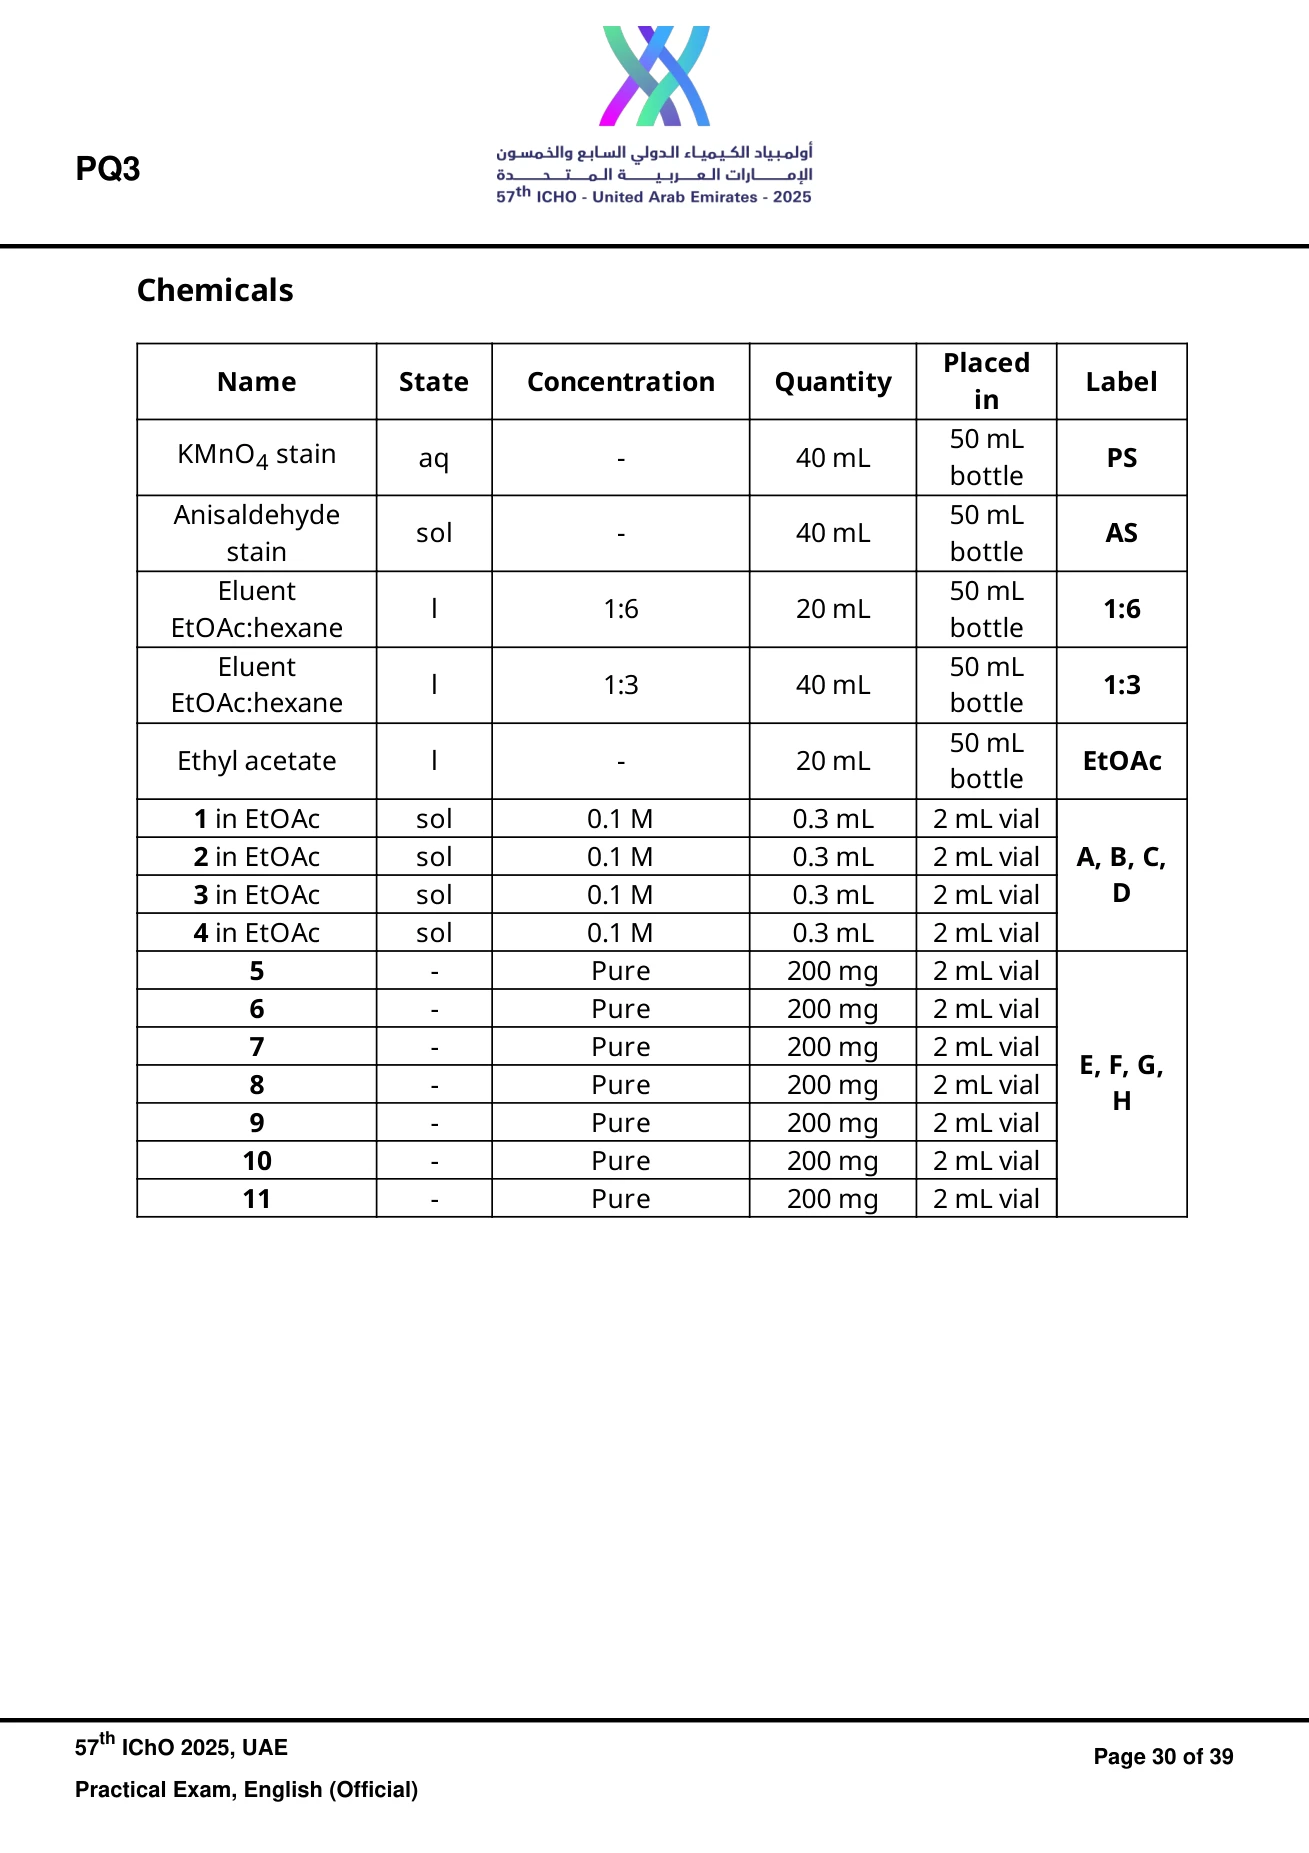 PQ3
أولمبياد الكيمياء الدولي السابع والخمسون
الإمارات العربية المتحدة
57th ICHO - United Arab Emirates - 2025
Chemicals
Name State Concentration Quantity Placed in Label
KMnO4 stain aq - 40 mL 50 mL bottle PS
Anisaldehyde stain sol - 40 mL 50 mL bottle AS
Eluent EtOAc:hexane l 1:6 20 mL 50 mL bottle 1:6
Eluent EtOAc:hexane l 1:3 40 mL 50 mL bottle 1:3
Ethyl acetate l - 20 mL 50 mL bottle EtOAc
1 in EtOAc sol 0.1 M 0.3 mL 2 mL vial A, B, C, D
2 in EtOAc sol 0.1 M 0.3 mL 2 mL vial
3 in EtOAc sol 0.1 M 0.3 mL 2 mL vial
4 in EtOAc sol 0.1 M 0.3 mL 2 mL vial
5 - Pure 200 mg 2 mL vial E, F, G, H
6 - Pure 200 mg 2 mL vial
7 - Pure 200 mg 2 mL vial
8 - Pure 200 mg 2 mL vial
9 - Pure 200 mg 2 mL vial
10 - Pure 200 mg 2 mL vial
11 - Pure 200 mg 2 mL vial
57th IChO 2025, UAE
Practical Exam, English (Official)
Page 30 of 39